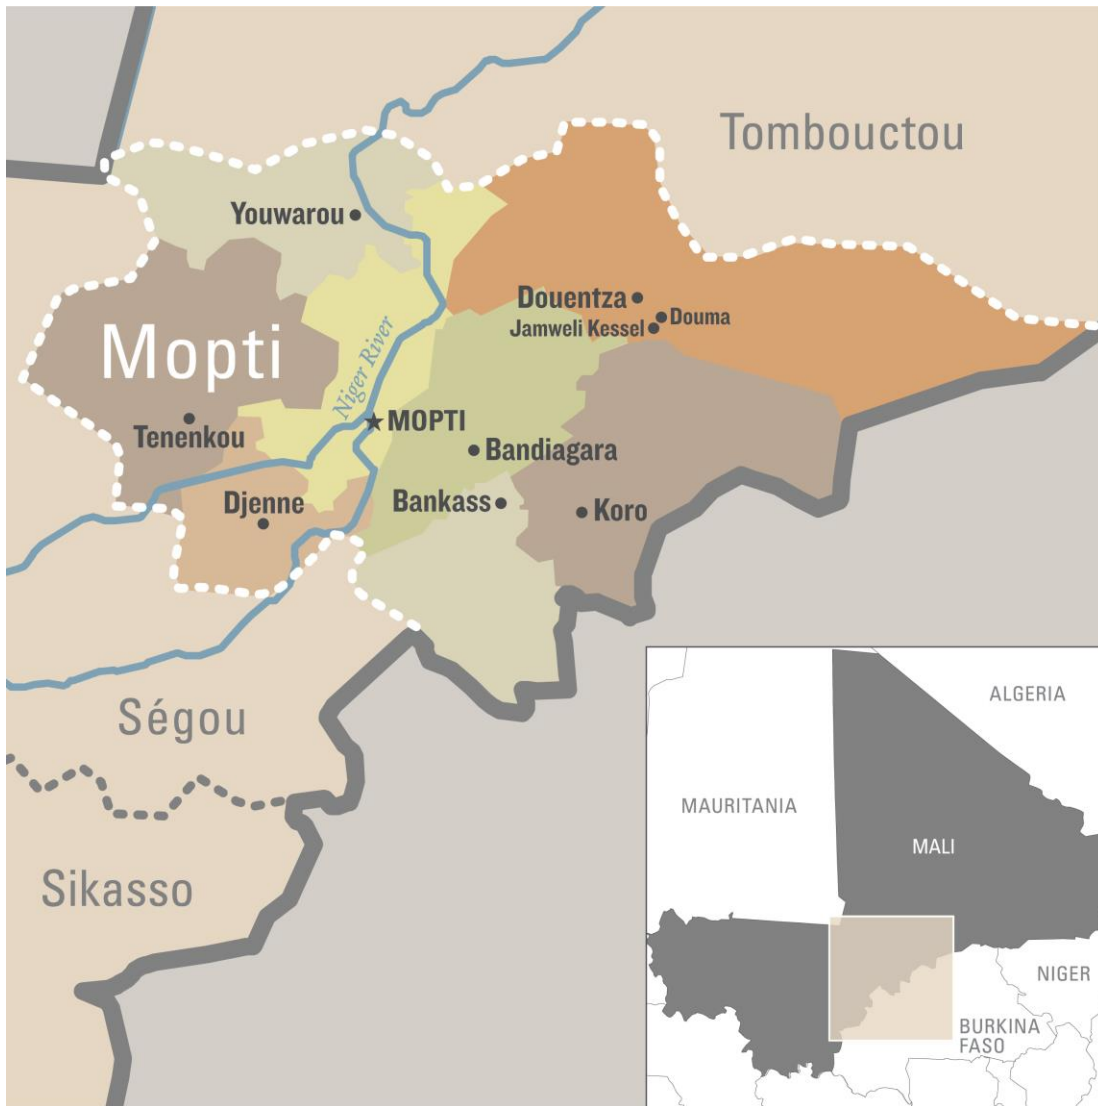 Tombouctou
Youwarou
Douentza
Douma
Jamweli Kessel
Mopti
Niger River
MOPTI
Tenenkou
Bandiagara
Djenne
Bankass
Koro
Ségou
Sikasso
ALGERIA
MAURITANIA
MALI
NIGER
BURKINA
FASO